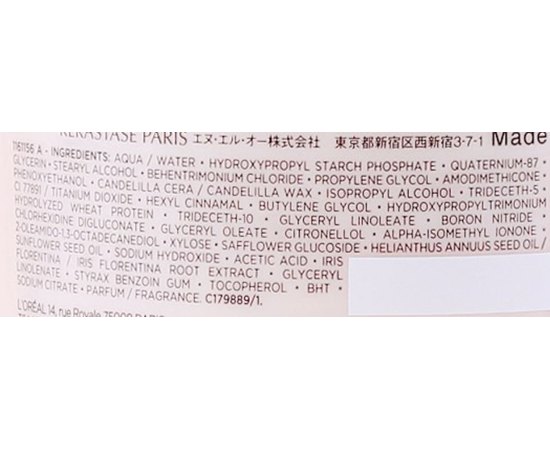 KÉRASTASE PARIS エヌ・エル・オー株式会社 東京都新宿区西新宿3-7-1 Made
1161156 A • INGREDIENTS: AQUA / WATER • HYDROXYPROPYL STARCH PHOSPHATE • QUATERNIUM-87 •
GLYCERIN • STEARYL ALCOHOL • BEHENTRIMONIUM CHLORIDE • PROPYLENE GLYCOL • AMODIMETHICONE •
PHENOXYETHANOL • CANDELILLA CERA / CANDELILLA WAX • ISOPROPYL ALCOHOL • TRIDECETH-5 •
CI 77891 / TITANIUM DIOXIDE • HEXYL CINNAMAL • BUTYLENE GLYCOL • HYDROXYPROPYLTRIMONIUM
HYDROLYZED WHEAT PROTEIN • TRIDECETH-10 • GLYCERYL LINOLEATE • BORON NITRIDE •
CHLORHEXIDINE DIGLUCONATE • GLYCERYL OLEATE • CITRONELLOL • ALPHA-ISOMETHYL IONONE •
2-OLEAMIDO-1,3-OCTADECANEDIOL • XYLOSE • SAFFLOWER GLUCOSIDE • HELIANTHUS ANNUUS SEED OIL /
SUNFLOWER SEED OIL • SODIUM HYDROXIDE • ACETIC ACID • IRIS
FLORENTINA / IRIS FLORENTINA ROOT EXTRACT • GLYCERYL
LINOLENATE • STYRAX BENZOIN GUM • TOCOPHEROL • BHT •
SODIUM CITRATE • PARFUM / FRAGRANCE. C179889/1.
L'ORÉAL 14, rue Royale 75009 PARIS